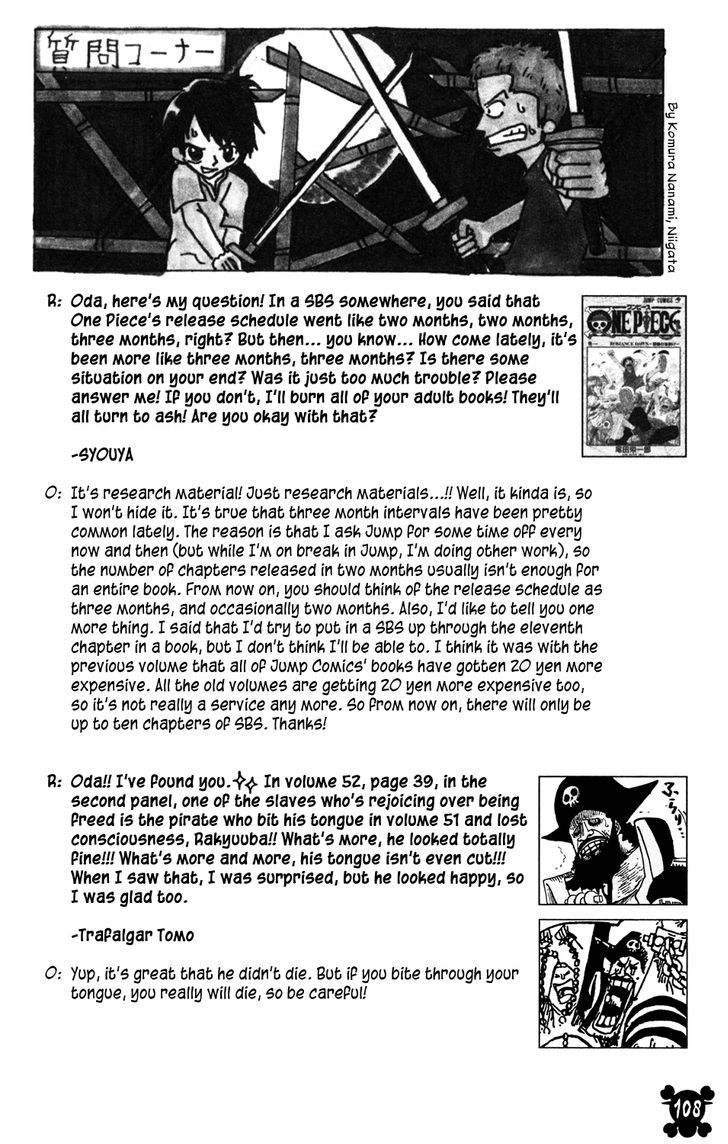 質問コーナー
By Komura Nanami, Niigata
R: Oda, here's my question! In a SBS somewhere, you said that
One Piece's release schedule went like two months, two months,
three months, right? But then... you know... How come lately, it's
been more like three months, three months? Is there some
situation on your end? Was it just too much trouble? Please
answer me! If you don't, I'll burn all of your adult books! They'll
all turn to ash! Are you okay with that?
-SYOUYA
JUMP COMICS
ONE PIECE
ROMANCE DAWN
尾田栄一郎
O: It's research material! Just research materials...!! Well, it kinda is, so
I won't hide it. It's true that three month intervals have been pretty
common lately. The reason is that I ask Jump for some time off every
now and then (but while I'm on break in Jump, I'm doing other work), so
the number of chapters released in two months usually isn't enough for
an entire book. From now on, you should think of the release schedule as
three months, and occasionally two months. Also, I'd like to tell you one
more thing. I said that I'd try to put in a SBS up through the eleventh
chapter in a book, but I don't think I'll be able to. I think it was with the
previous volume that all of Jump Comics' books have gotten 20 yen more
expensive. All the old volumes are getting 20 yen more expensive too,
so it's not really a service any more. So from now on, there will only be
up to ten chapters of SBS. Thanks!
R: Oda!! I've found you. In volume 52, page 39, in the
second panel, one of the slaves who's rejoicing over being
freed is the pirate who bit his tongue in volume 51 and lost
consciousness, Rakyuuba!! What's more, he looked totally
fine!!! What's more and more, his tongue isn't even cut!!!
When I saw that, I was surprised, but he looked happy, so
I was glad too.
-Trafalgar Tomo
O: Yup, it's great that he didn't die. But if you bite through your
tongue, you really will die, so be careful!
108